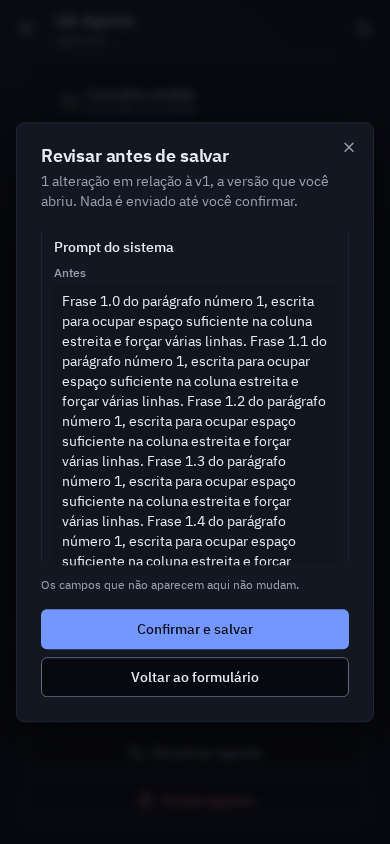 Revisar antes de salvar
1 alteração em relação à v1, a versão que você
abriu. Nada é enviado até você confirmar.
Prompt do sistema
Antes
Frase 1.0 do parágrafo número 1, escrita
para ocupar espaço suficiente na coluna
estreita e forçar várias linhas. Frase 1.1 do
parágrafo número 1, escrita para ocupar
espaço suficiente na coluna estreita e
forçar várias linhas. Frase 1.2 do parágrafo
número 1, escrita para ocupar espaço
suficiente na coluna estreita e forçar
várias linhas. Frase 1.3 do parágrafo
número 1, escrita para ocupar espaço
suficiente na coluna estreita e forçar
várias linhas. Frase 1.4 do parágrafo
número 1, escrita para ocupar espaço
suficiente na coluna estreita e forçar
Os campos que não aparecem aqui não mudam.
Confirmar e salvar
Voltar ao formulário